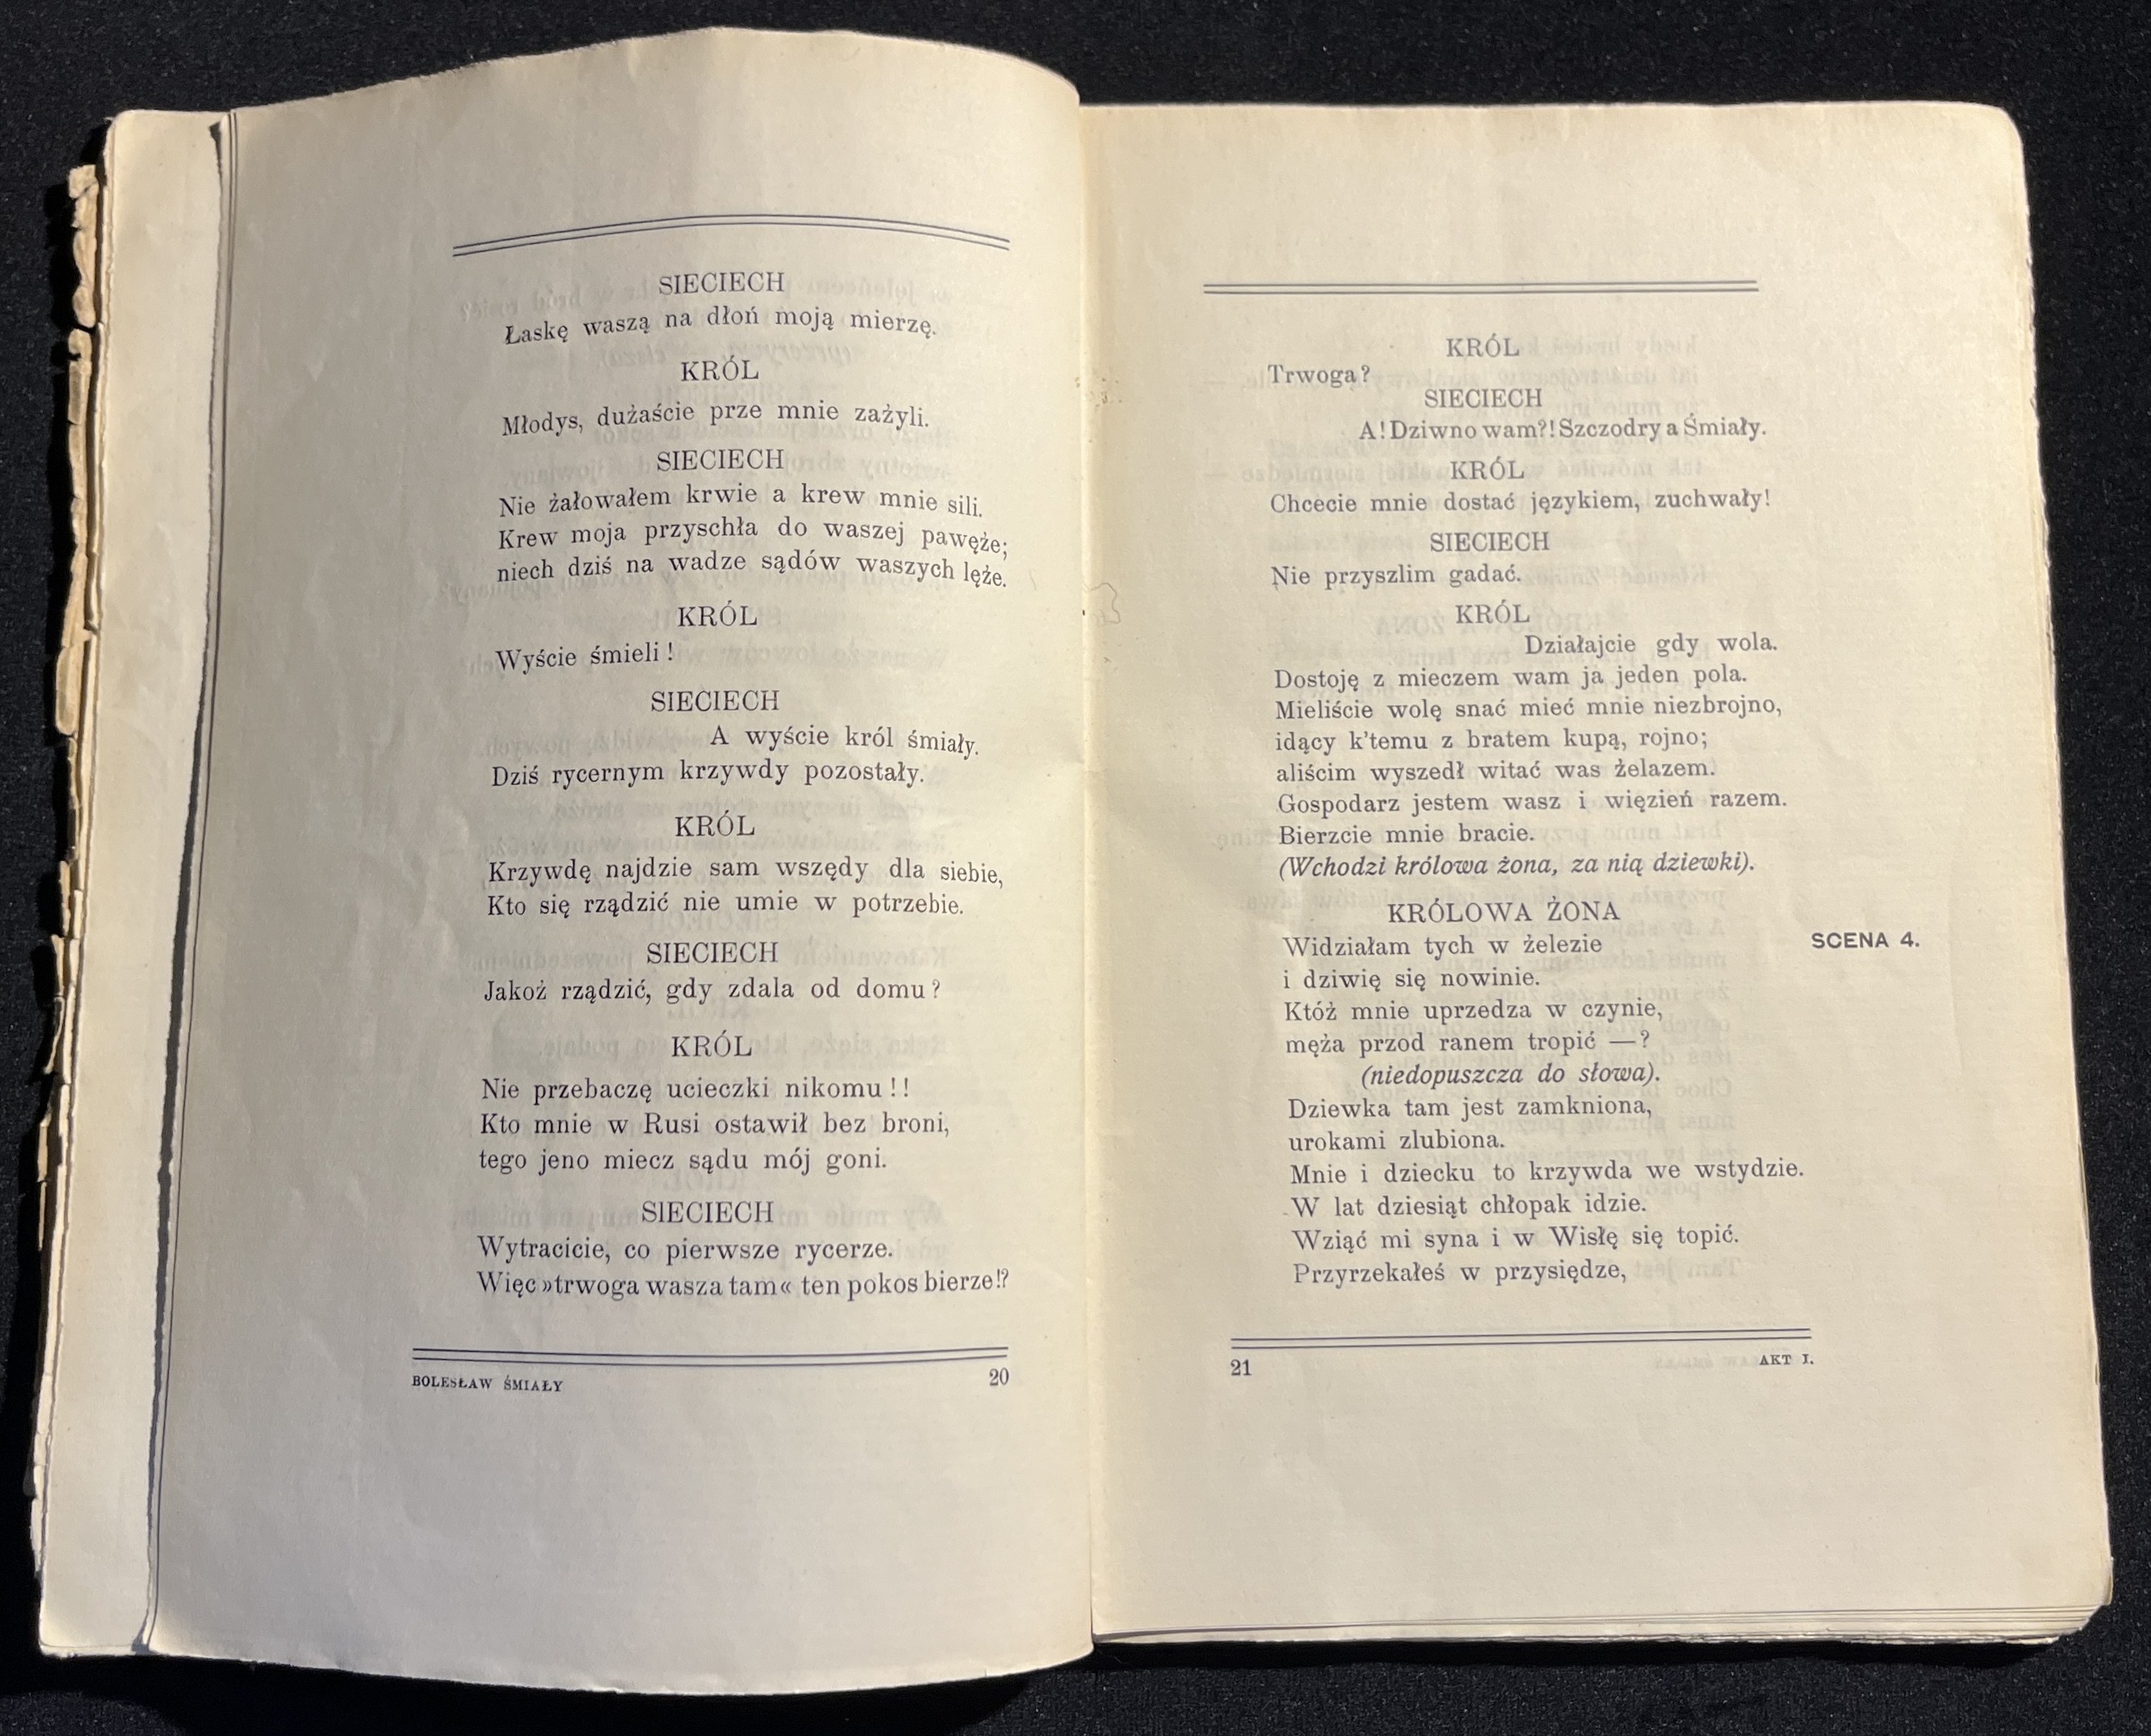 SIECIECH
Łaskę waszą na dłoń moją mierzę.
KRÓL
Młodys, dużaście prze mnie zażyli.
SIECIECH
Nie żałowałem krwie a krew mnie sili.
Krew moja przyschła do waszej pawęże;
niech dziś na wadze sądów waszych lęże.
KRÓL
Wyście śmieli!
SIECIECH
A wyście król śmiały.
Dziś rycernym krzywdy pozostały.
KRÓL
Krzywdę najdzie sam wszędy dla siebie,
Kto się rządzić nie umie w potrzebie.
SIECIECH
Jakoż rządzić, gdy zdala od domu?
KRÓL
Nie przebaczę ucieczki nikomu!!
Kto mnie w Rusi ostawił bez broni,
tego jeno miecz sądu mój goni.
SIECIECH
Wytracicie, co pierwsze rycerze.
Więc »trwoga wasza tam« ten pokos bierze!?
BOLESŁAW ŚMIAŁY 20
KRÓL
Trwoga?
SIECIECH
A! Dziwno wam?! Szczodry a Śmiały.
KRÓL
Chcecie mnie dostać językiem, zuchwały!
SIECIECH
Nie przyszlim gadać.
KRÓL
Działajcie gdy wola.
Dostoję z mieczem wam ja jeden pola.
Mieliście wolę snać mieć mnie niezbrojno,
idący k'temu z bratem kupą, rojno;
aliścim wyszedł witać was żelazem.
Gospodarz jestem wasz i więzień razem.
Bierzcie mnie bracie.
(Wchodzi królowa żona, za nią dziewki).
KRÓLOWA ŻONA
Widziałam tych w żelezie SCENA 4.
i dziwię się nowinie.
Któż mnie uprzedza w czynie,
męża przod ranem tropić —?
(niedopuszcza do słowa).
Dziewka tam jest zamkniona,
urokami zlubiona.
Mnie i dziecku to krzywda we wstydzie.
W lat dziesiąt chłopak idzie.
Wziąć mi syna i w Wisłę się topić.
Przyrzekałeś w przysiędze,
21 AKT I.